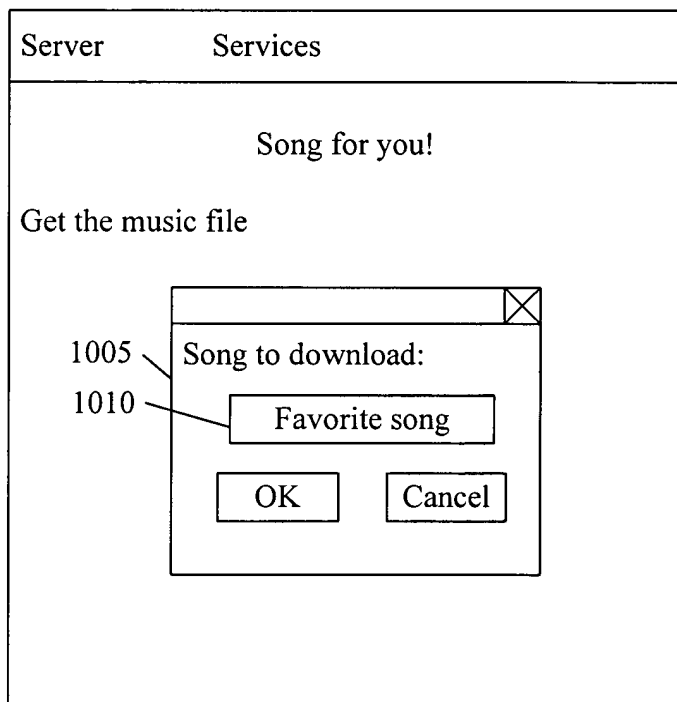 Server Services
Song for you!
Get the music file
1005 Song to download:
1010 Favorite song
OK Cancel